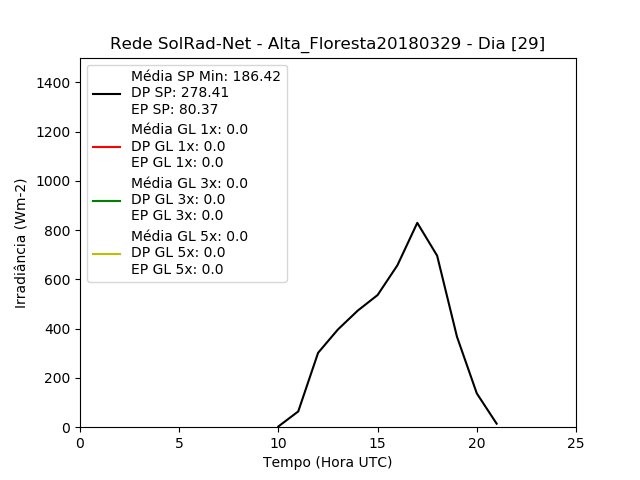 Rede SolRad-Net - Alta_Floresta20180329 - Dia [29]
Média SP Min: 186.42
DP SP: 278.41
EP SP: 80.37
Média GL 1x: 0.0
DP GL 1x: 0.0
EP GL 1x: 0.0
Média GL 3x: 0.0
DP GL 3x: 0.0
EP GL 3x: 0.0
Média GL 5x: 0.0
DP GL 5x: 0.0
EP GL 5x: 0.0
Irradiância (Wm-2)
1400
1200
1000
800
600
400
200
0
0 5 10 15 20 25
Tempo (Hora UTC)